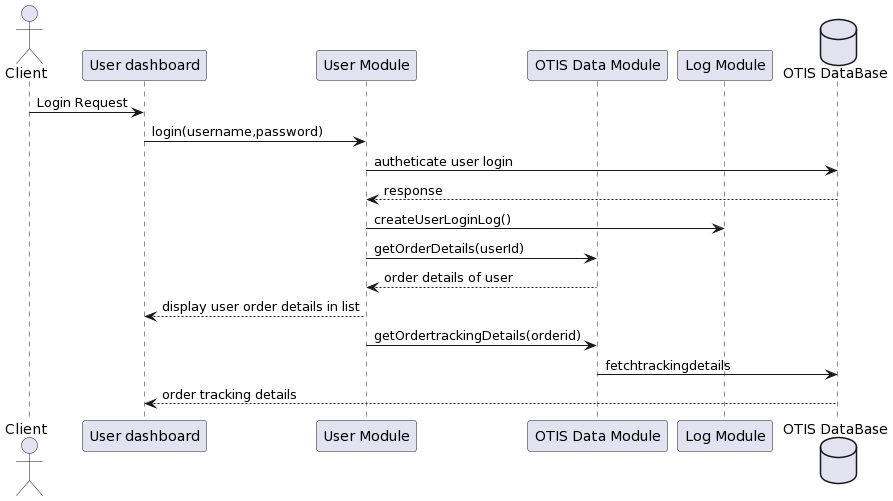 Client
User dashboard
User Module
OTIS Data Module
Log Module
OTIS DataBase
Login Request
login(username,password)
autheticate user login
response
createUserLoginLog()
getOrderDetails(userId)
order details of user
display user order details in list
getOrdertrackingDetails(orderid)
fetchtrackingdetails
order tracking details
Client
User dashboard
User Module
OTIS Data Module
Log Module
OTIS DataBase